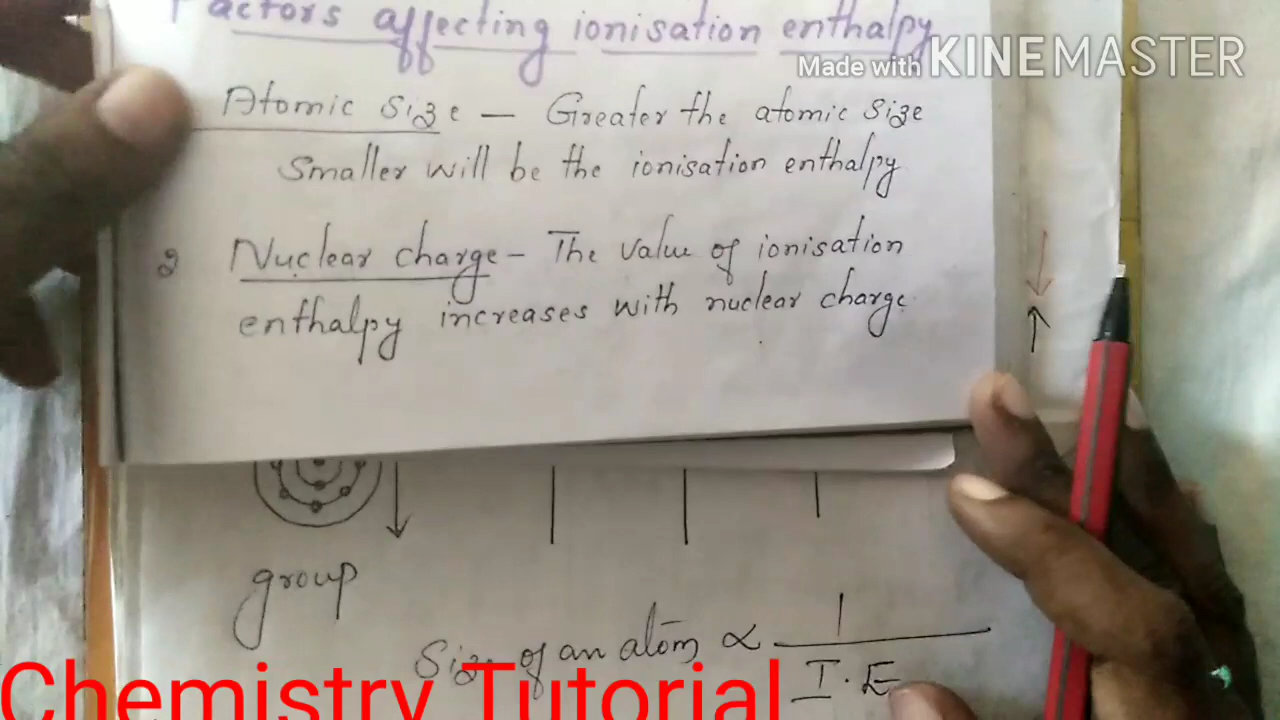 Factors affecting ionisation enthalpy
Made with KINEMASTER
Atomic size – Greater the atomic size
smaller will be the ionisation enthalpy
2 Nuclear charge – The value of ionisation
enthalpy increases with nuclear charge.
group
Size of an atom ∝ 1
I.E
Chemistry Tutorial